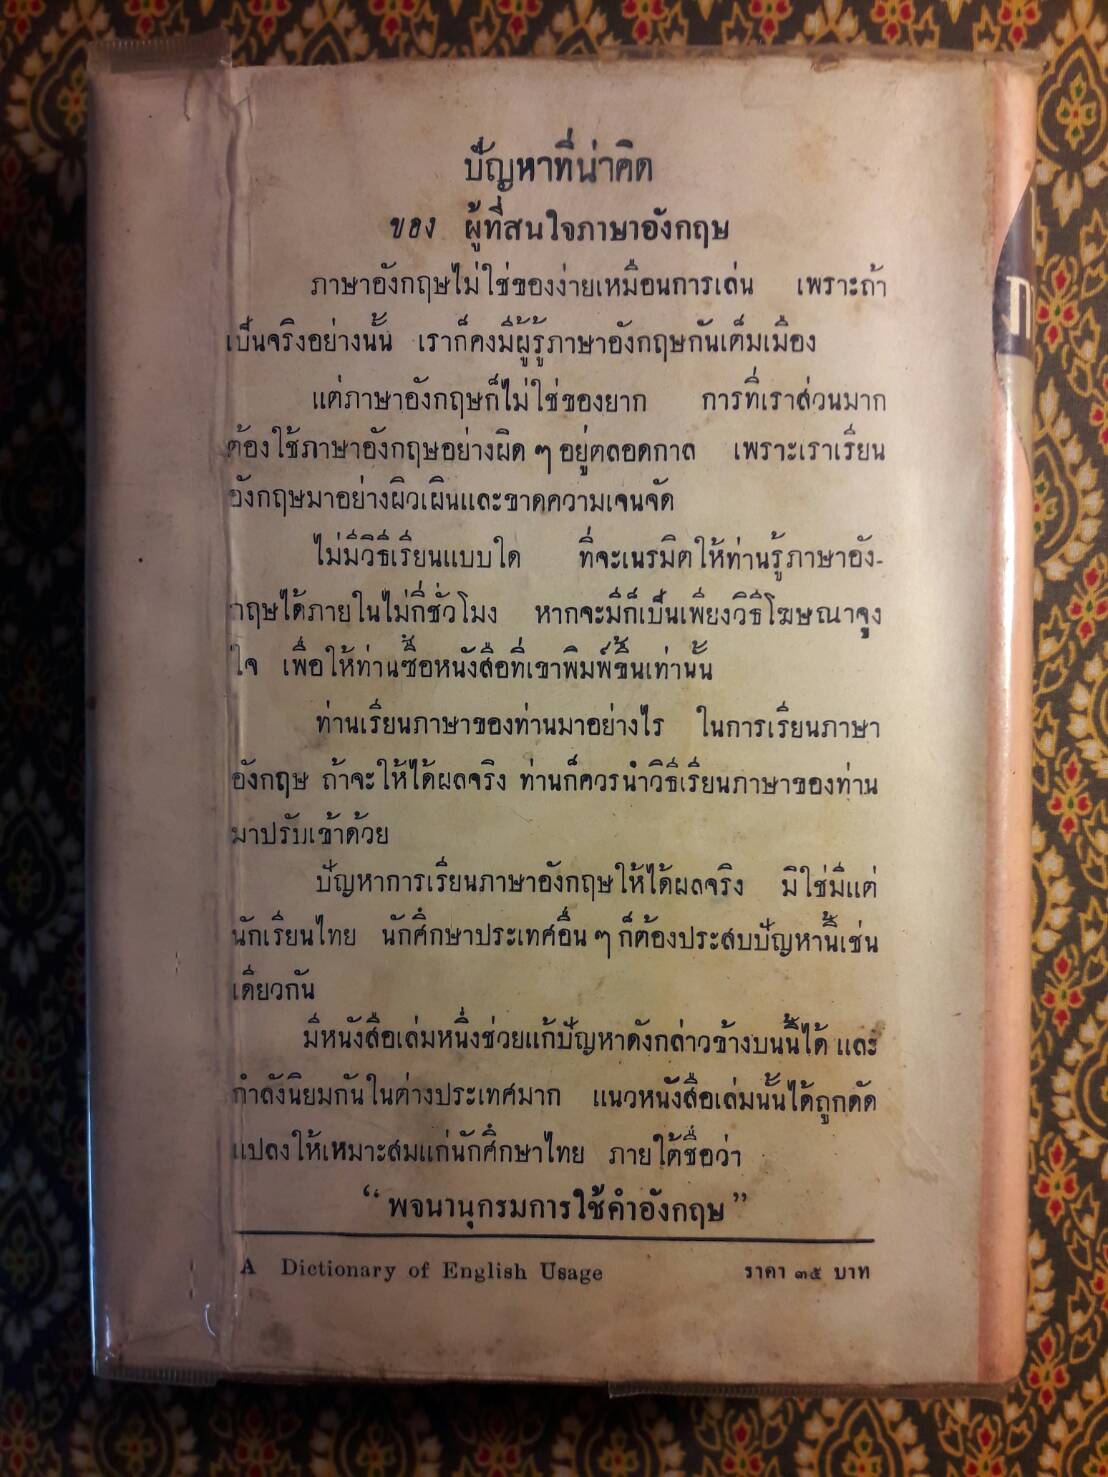 ปัญหาที่น่าคิด
ของ ผู้ที่สนใจภาษาอังกฤษ
ภาษาอังกฤษไม่ใช่ของง่ายเหมือนการเล่น เพราะถ้า
เป็นจริงอย่างนั้น เราก็คงมีผู้รู้ภาษาอังกฤษกันเต็มเมือง
แต่ภาษาอังกฤษก็ไม่ใช่ของยาก การที่เราส่วนมาก
ต้องใช้ภาษาอังกฤษอย่างผิด ๆ อยู่ตลอดกาล เพราะเราเรียน
อังกฤษมาอย่างผิวเผินและขาดความเจนจัด
ไม่มีวิธีเรียนแบบใด ที่จะเนรมิตให้ท่านรู้ภาษาอัง-
กฤษได้ภายในไม่กี่ชั่วโมง หากจะมีก็เป็นเพียงวิธีโฆษณาจูง
ใจ เพื่อให้ท่านซื้อหนังสือที่เขาพิมพ์ขึ้นเท่านั้น
ท่านเรียนภาษาของท่านมาอย่างไร ในการเรียนภาษา
อังกฤษ ถ้าจะให้ได้ผลจริง ท่านก็ควรนำวิธีเรียนภาษาของท่าน
มาปรับเข้าด้วย
ปัญหาการเรียนภาษาอังกฤษให้ได้ผลจริง มิใช่มีแต่
นักเรียนไทย นักศึกษาประเทศอื่น ๆ ก็ต้องประสบปัญหานี้เช่น
เดียวกัน
มีหนังสือเล่มหนึ่งช่วยแก้ปัญหาดังกล่าวข้างบนนี้ได้ และ
กำลังนิยมกันในต่างประเทศมาก แนวหนังสือเล่มนั้นได้ถูกดัด
แปลงให้เหมาะสมแก่นักศึกษาไทย ภายใต้ชื่อว่า
“พจนานุกรมการใช้คำอังกฤษ”
A Dictionary of English Usage ราคา ๓๕ บาท